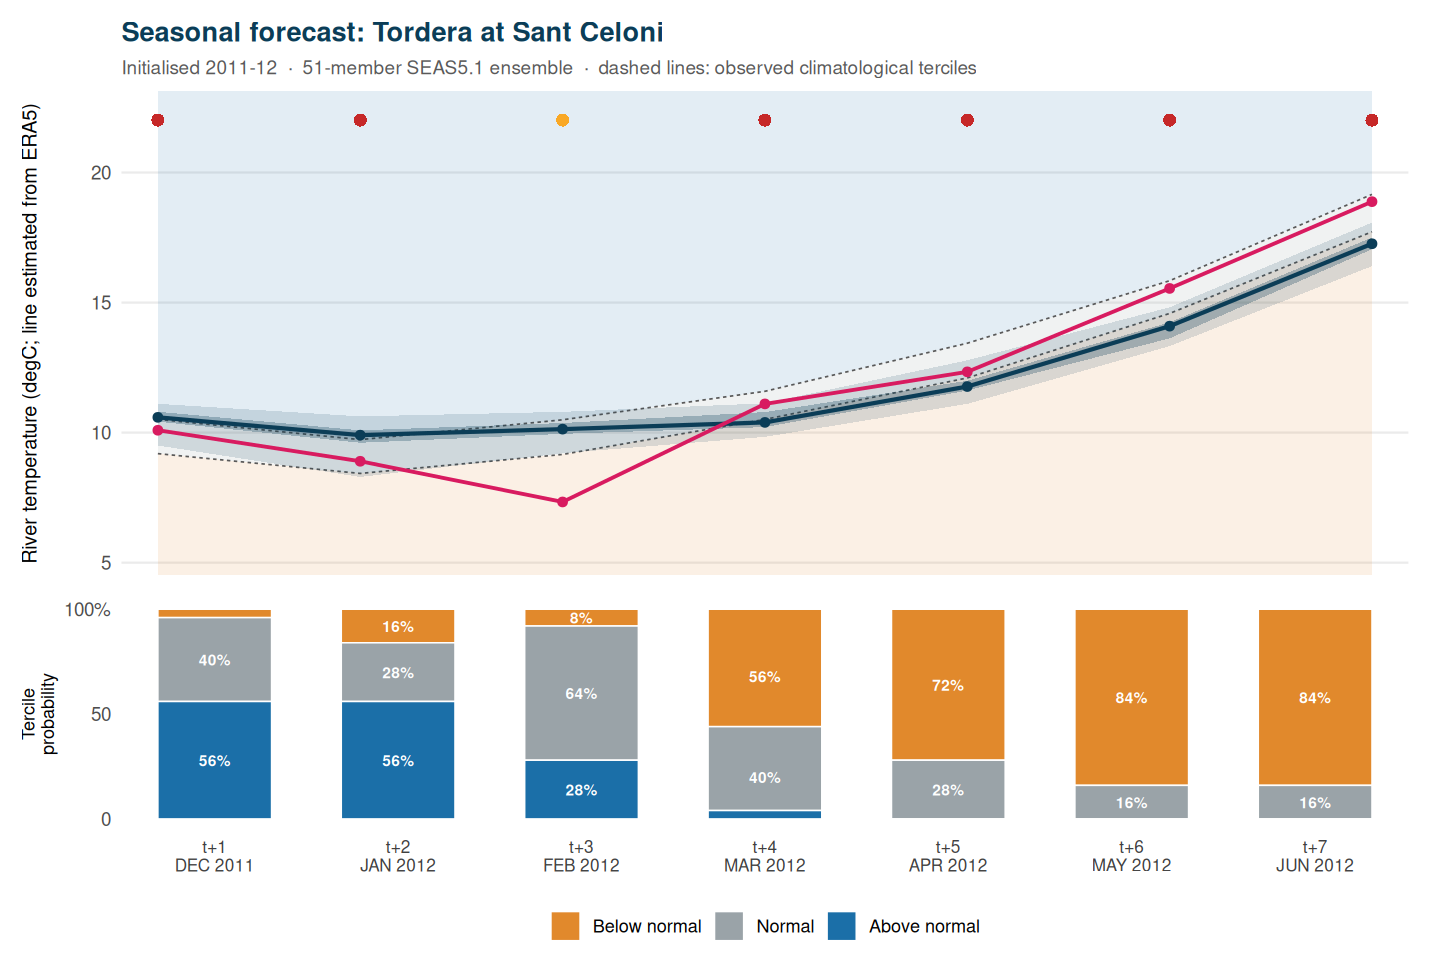 Seasonal forecast: Tordera at Sant Celoni
Initialised 2011-12 · 51-member SEAS5.1 ensemble · dashed lines: observed climatological terciles
River temperature (degC; line estimated from ERA5)
20
15
10
5
Tercile
probability
100%
50
0
40%
56%
16%
28%
56%
8%
64%
28%
56%
40%
72%
28%
84%
16%
84%
16%
t+1
DEC 2011
t+2
JAN 2012
t+3
FEB 2012
t+4
MAR 2012
t+5
APR 2012
t+6
MAY 2012
t+7
JUN 2012
Below normal
Normal
Above normal